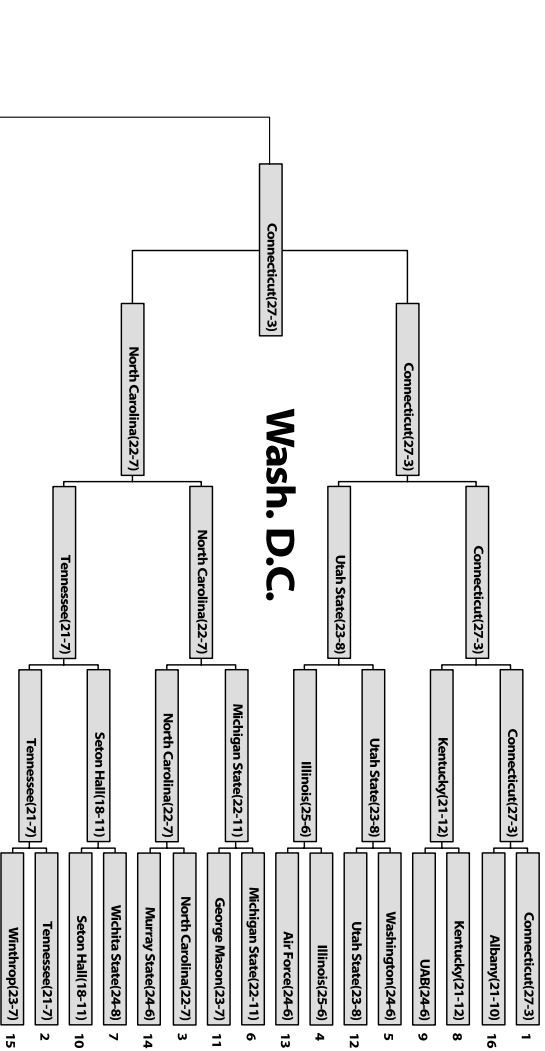 Connecticut(27-3)
Connecticut(27-3)
North Carolina(22-7)
Wash. D.C.
Connecticut(27-3)
Utah State(23-8)
North Carolina(22-7)
Tennessee(21-7)
Connecticut(27-3)
Kentucky(21-12)
Utah State(23-8)
Illinois(25-6)
Michigan State(22-11)
North Carolina(22-7)
Seton Hall(18-11)
Tennessee(21-7)
Connecticut(27-3) 1
Albany(21-10) 16
Kentucky(21-12) 8
UAB(24-6) 9
Washington(24-6) 5
Utah State(23-8) 12
Illinois(25-6) 4
Air Force(24-6) 13
Michigan State(22-11) 6
George Mason(23-7) 11
North Carolina(22-7) 3
Murray State(24-6) 14
Wichita State(24-8) 7
Seton Hall(18-11) 10
Tennessee(21-7) 2
Winthrop(23-7) 15